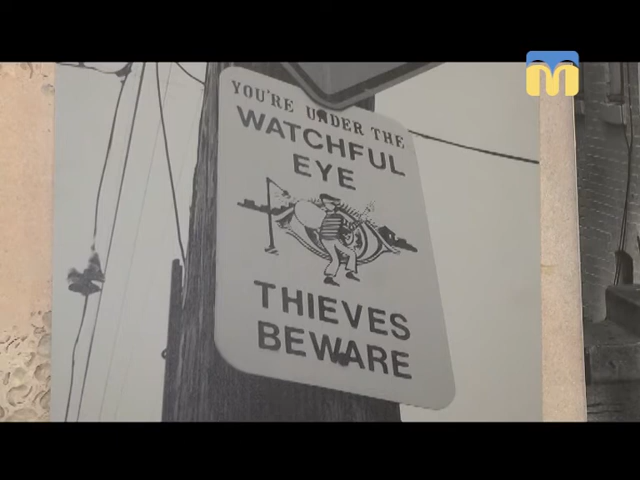 YOU'RE UNDER THE
WATCHFUL
EYE
THIEVES
BEWARE
M